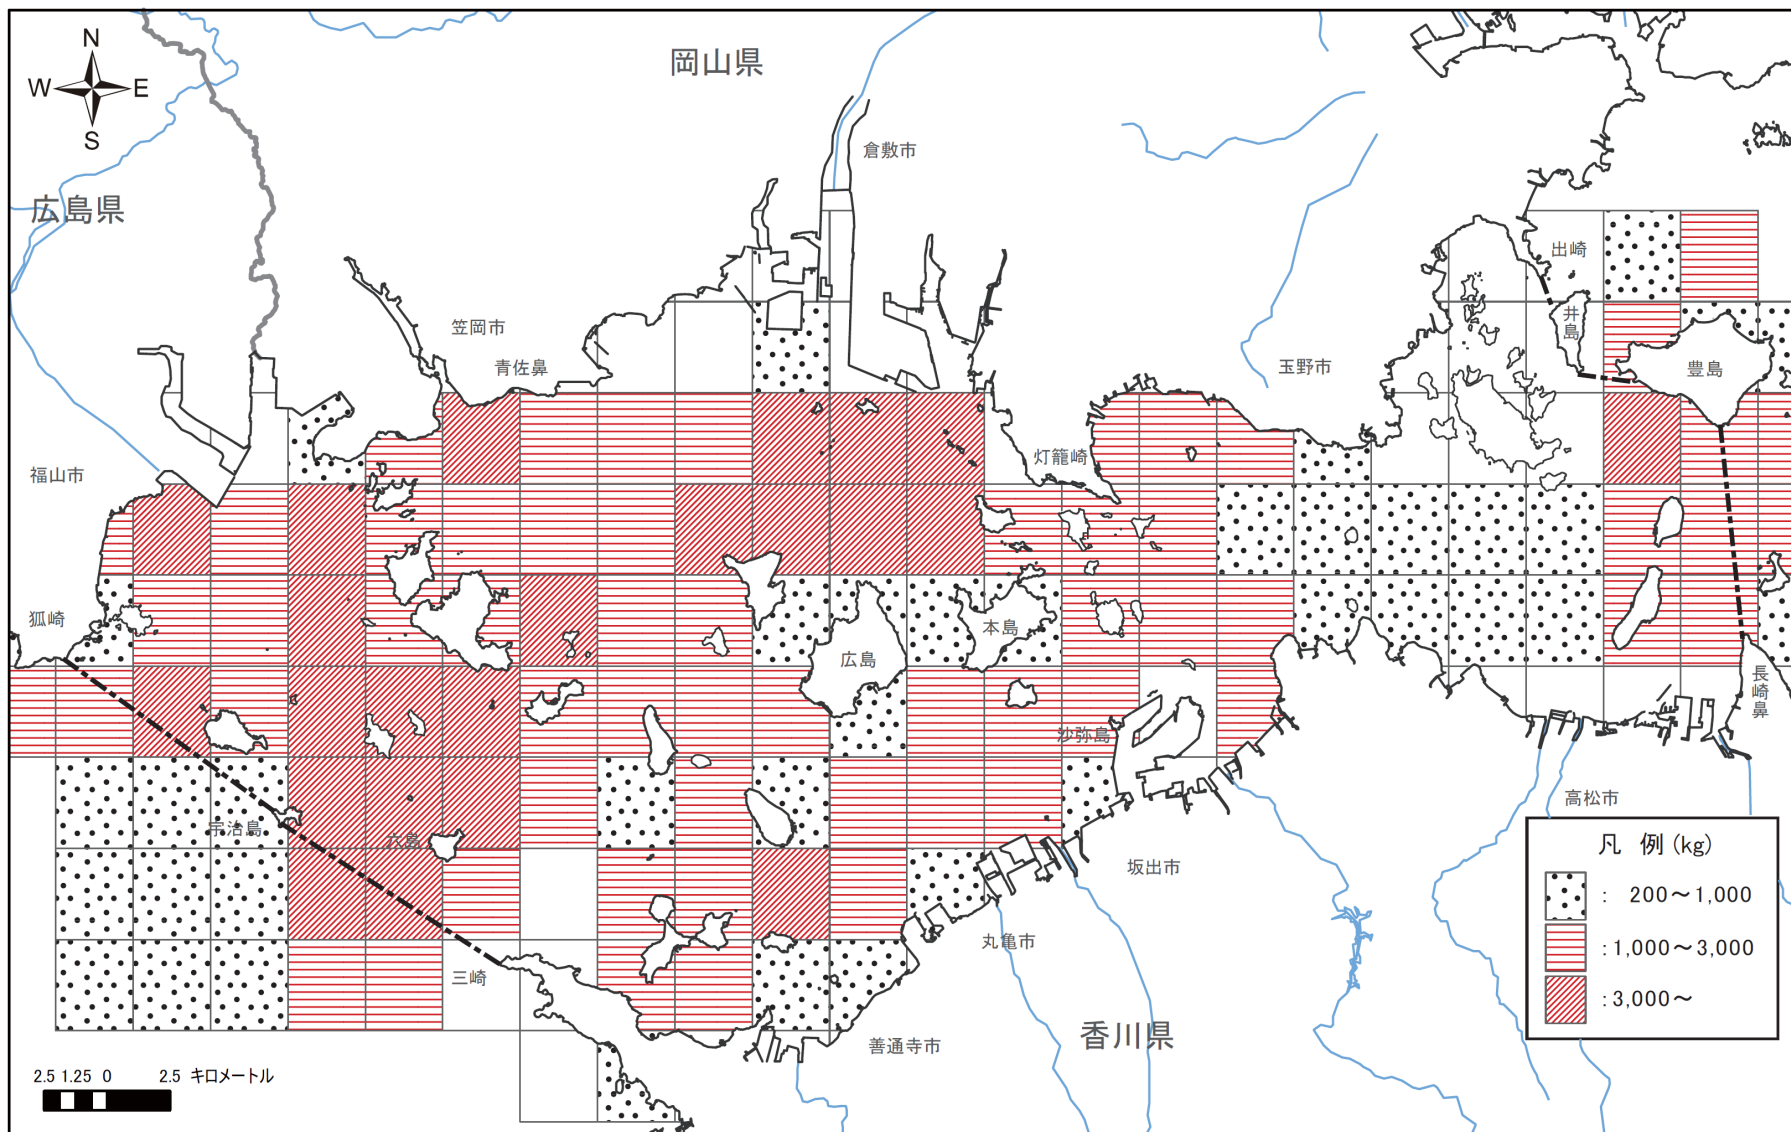 N
W E
S
岡山県
倉敷市
広島県
出崎
井島
笠岡市
青佐鼻
玉野市
豊島
灯籠崎
福山市
狐崎
本島
広島
長崎鼻
沙弥島
高松市
宇治島
六島
坂出市
丸亀市
三崎
香川県
善通寺市
凡 例 (kg)
: 200～1,000
: 1,000～3,000
: 3,000～
2.5 1.25 0 2.5 キロメートル